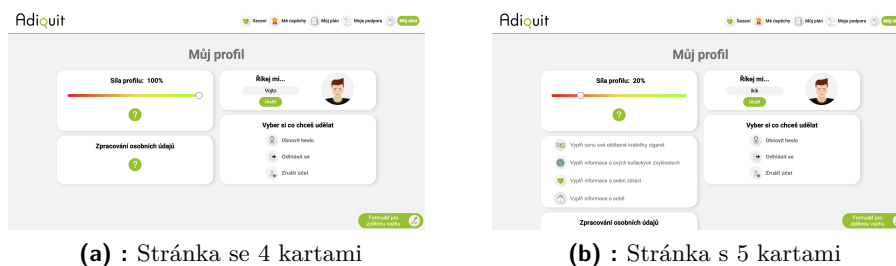 Adiquit
Sezení Mé úspěchy Můj plán Moje podpora Můj účet
Můj profil
Síla profilu: 100%
?
Zpracování osobních údajů
?
Říkej mi...
Vojto
Uložit
Vyber si co chceš udělat
Obnovit heslo
Odhlásit se
Zrušit účet
Formulář pro
zpětnou vazbu
(a) : Stránka se 4 kartami
Adiquit
Sezení Mé úspěchy Můj plán Moje podpora Můj účet
Můj profil
Síla profilu: 20%
?
Vyplň cenu své oblíbené krabičky cigaret
Vyplň informace o svých kuřáckých zvyklostech
Vyplň informace o svém zdraví
Vyplň informace o sobě
Zpracování osobních údajů
Říkej mi...
Uložit
Vyber si co chceš udělat
Obnovit heslo
Odhlásit se
Zrušit účet
Formulář pro
zpětnou vazbu
(b) : Stránka s 5 kartami